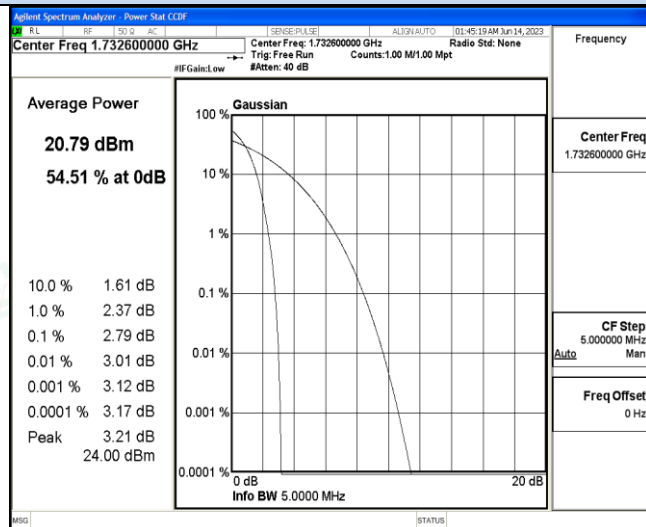 Agilent Spectrum Analyzer - Power Stat CCDF
RL RF 50 Ω AC SENSE:PULSE ALIGN AUTO 01:45:19 AM Jun 14, 2023
Center Freq 1.732600000 GHz
Center Freq: 1.732600000 GHz Radio Std: None
Trig: Free Run Counts:1.00 M/1.00 Mpt
#IFGain:Low #Atten: 40 dB
Frequency
Average Power
20.79 dBm
54.51 % at 0dB
10.0 % 1.61 dB
1.0 % 2.37 dB
0.1 % 2.79 dB
0.01 % 3.01 dB
0.001 % 3.12 dB
0.0001 % 3.17 dB
Peak 3.21 dB
24.00 dBm
Gaussian
100 %
10 %
1 %
0.1 %
0.01 %
0.001 %
0.0001 %
0 dB 20 dB
Info BW 5.0000 MHz
Center Freq
1.732600000 GHz
CF Step
5.000000 MHz
Auto Man
Freq Offset
0 Hz
MSG STATUS